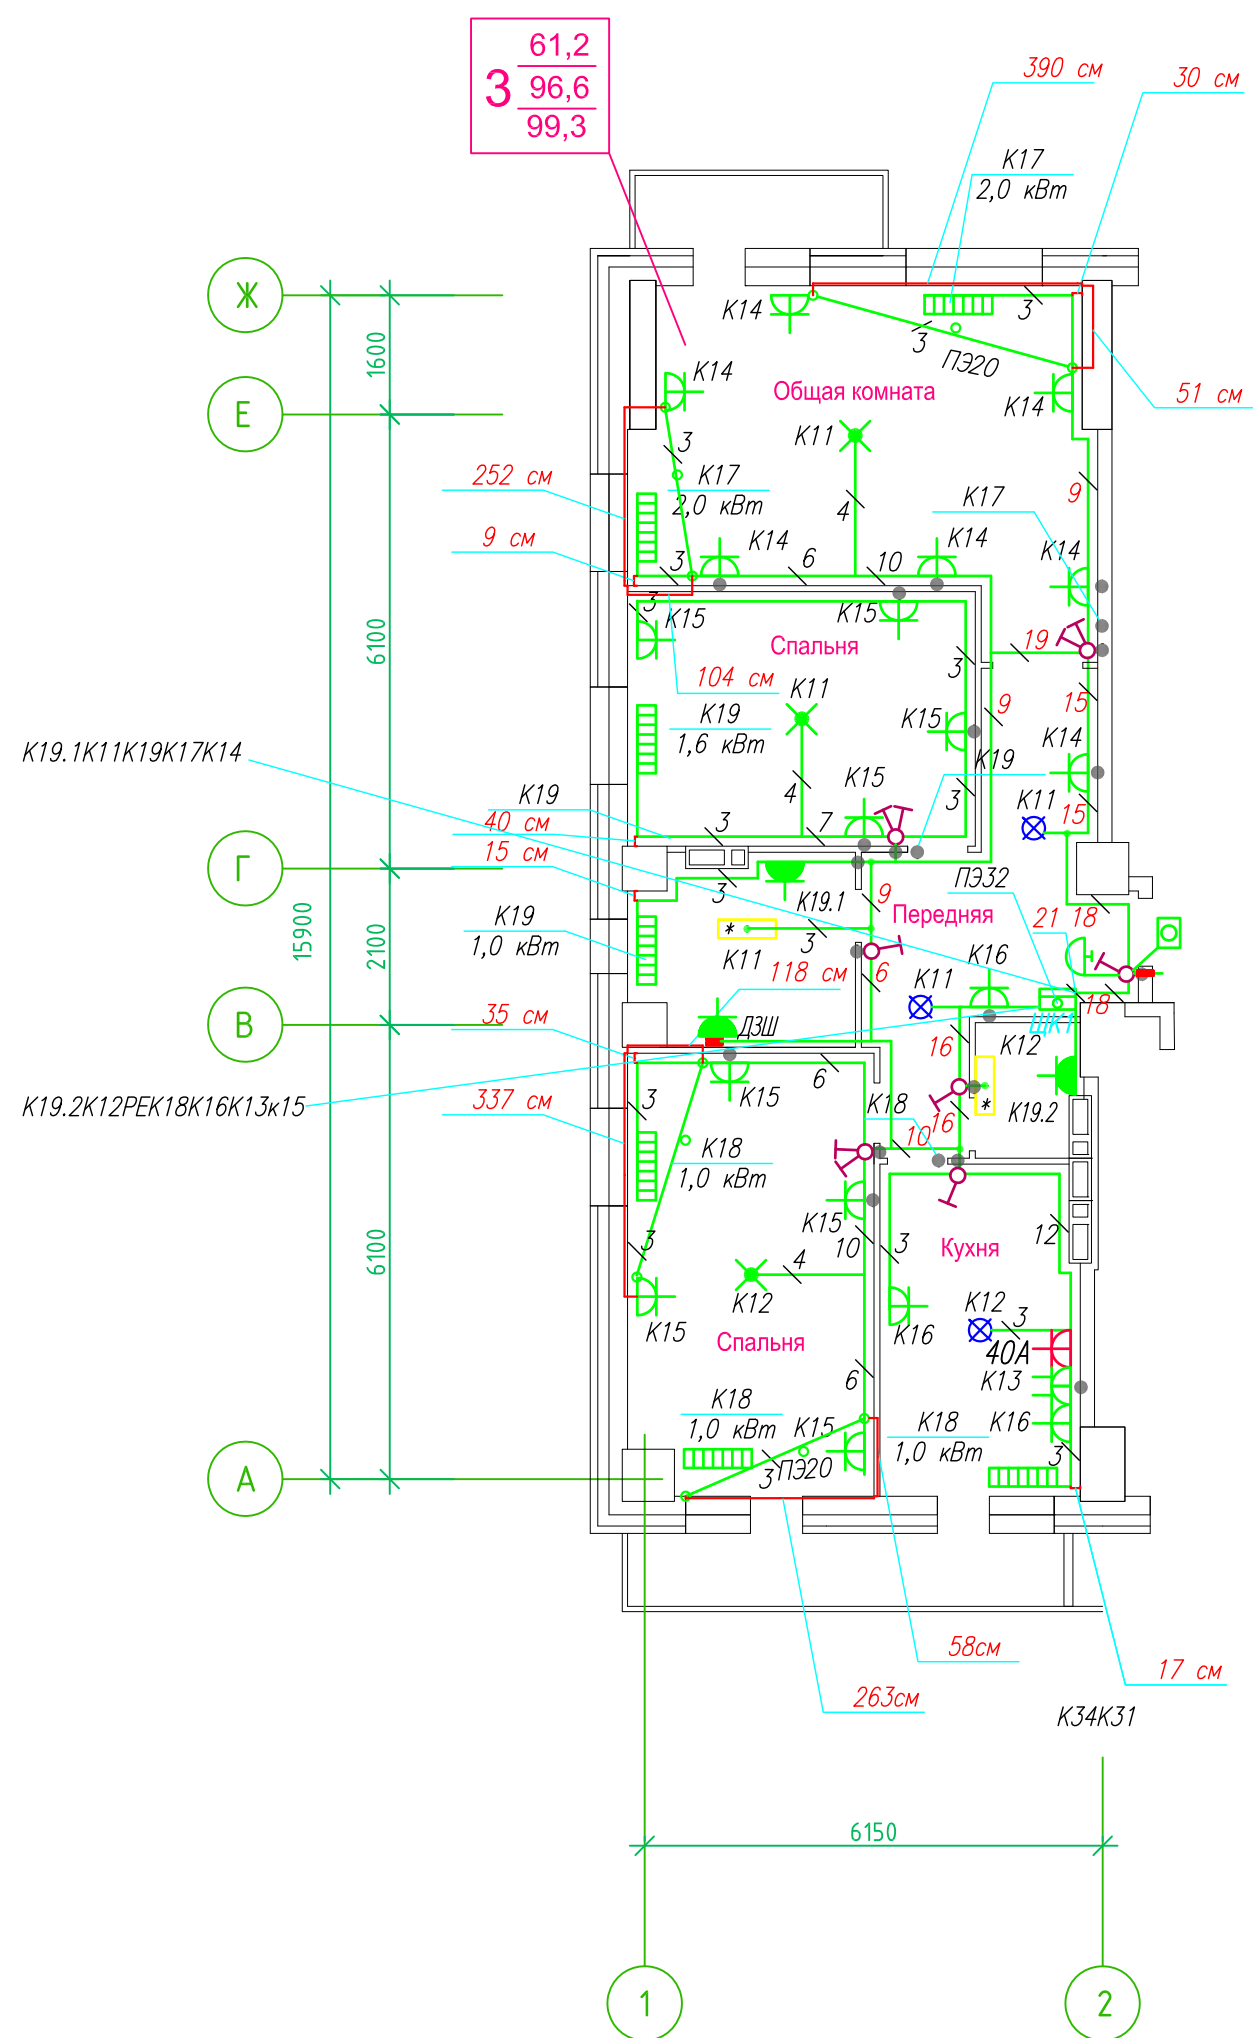 61,2
3 96,6
99,3
390 см
30 см
К17
2,0 кВт
Ж
К14
3
3
ПЭ20
1600
К14
Общая комната
К14
51 см
Е
К11
3
252 см
К17
2,0 кВт
4
9
К17
9 см
3
К14
6
10
К14
К14
3
К15
К15
Спальня
19
6100
3
104 см
К11
15
9
К19
1,6 кВт
К15
К14
К19.1К11К19К17К14
К19
К19
4
К15
3
40 см
3
7
К11
15
15 см
Г
3
ПЭ32
К19.1
9
Передняя
21
18
15900
2100
К19
1,0 кВт
3
К11
118 см
6
К16
К11
18
35 см
В
ДЗШ
ЩК1
16
К12
6
К19.2К12РЕК18К16К13к15
337 см
3
К15
К18
16
*
*
К19.2
10
К18
1,0 кВт
К15
6100
3
10
3
Кухня
12
4
К12
К12
3
К15
К16
40А
Спальня
К13
6
К18
1,0 кВт
К15
К18
1,0 кВт
К16
3
А
3
ПЭ20
58см
17 см
263см
К34К31
6150
1
2